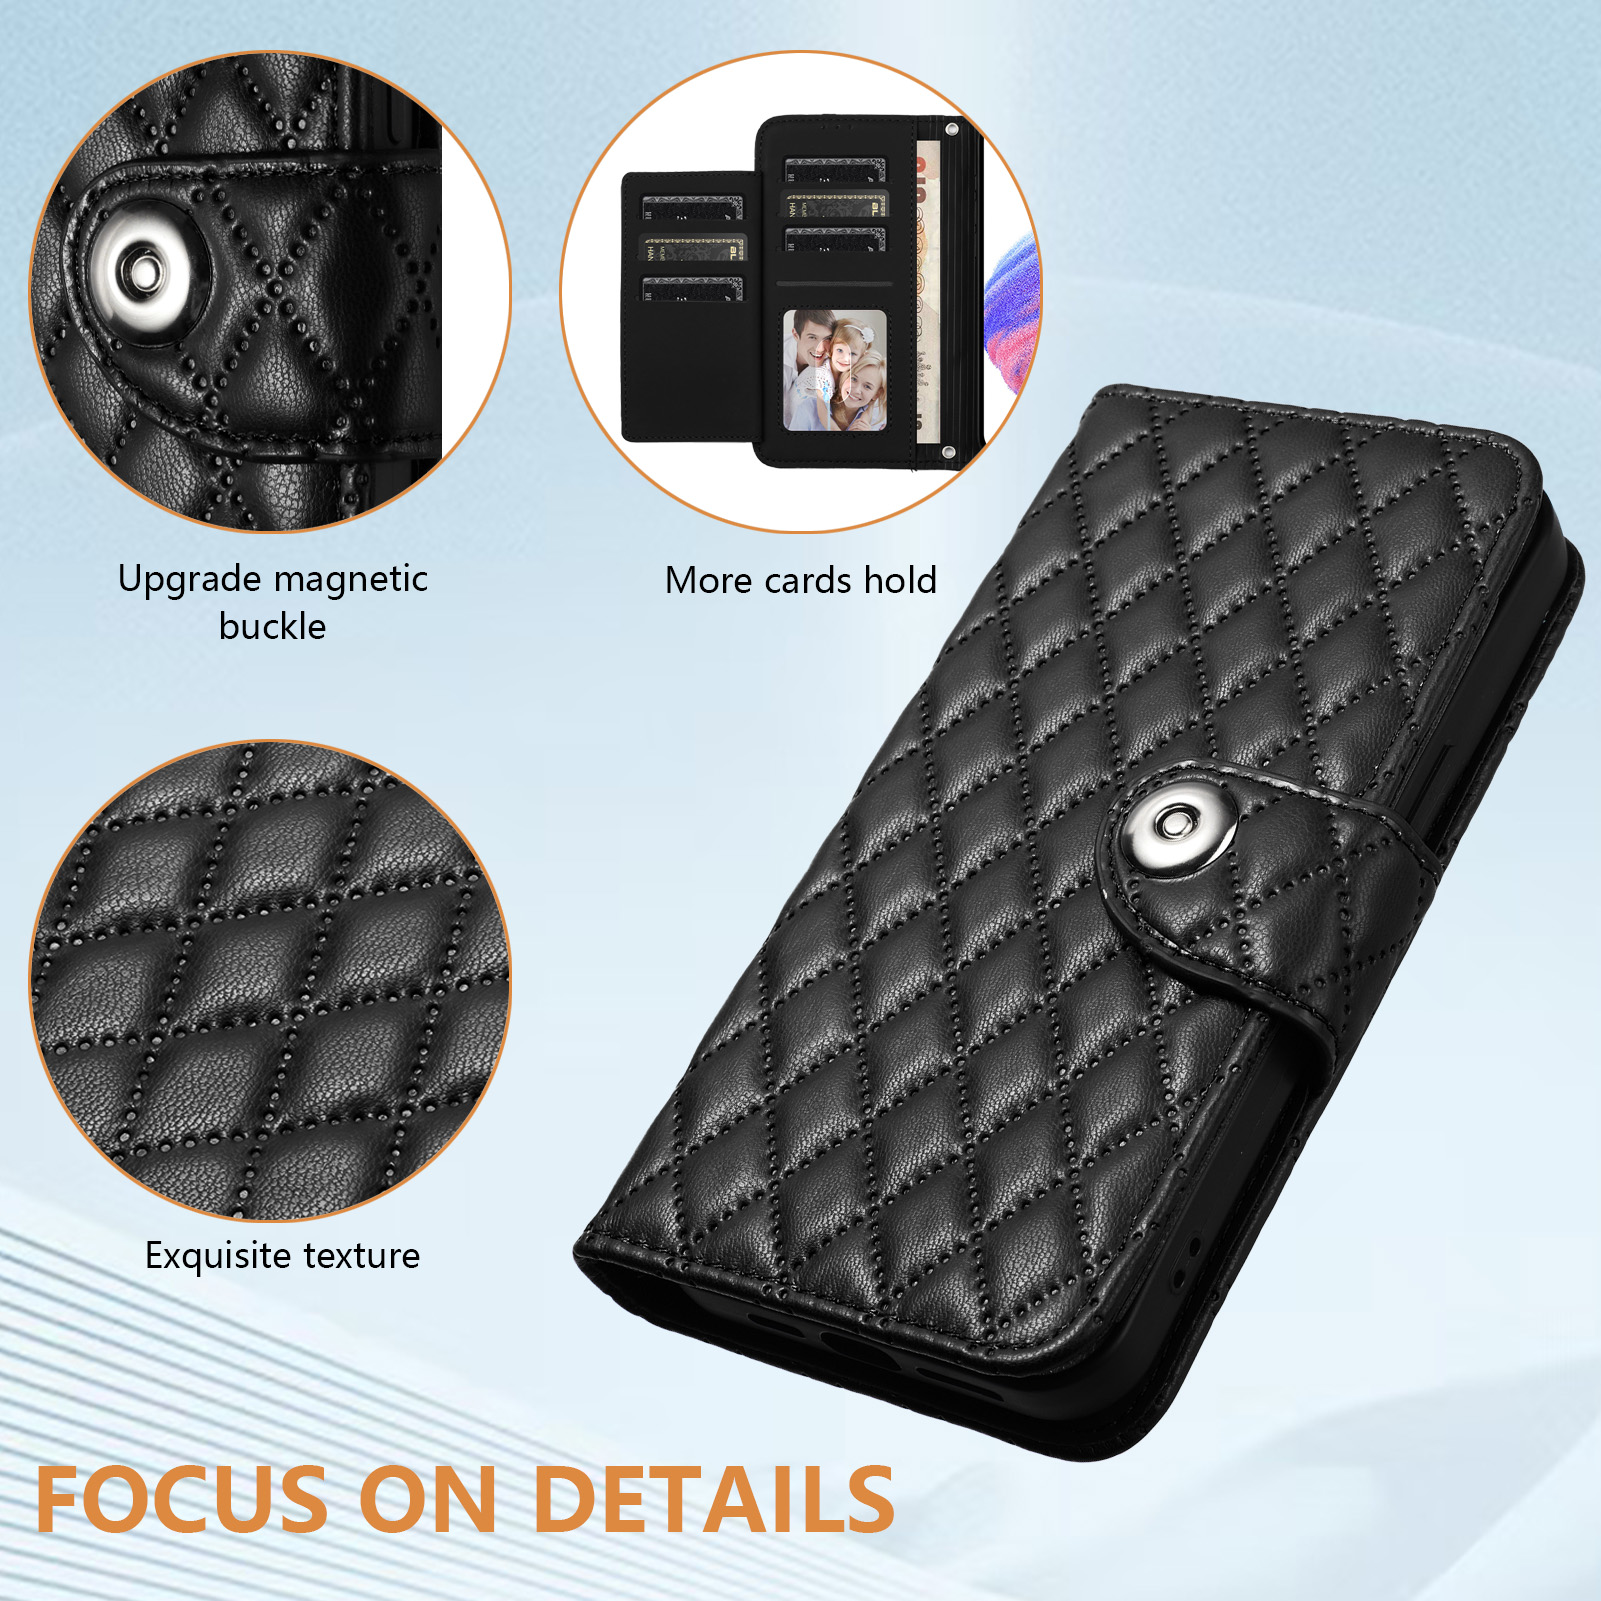 Upgrade magnetic
buckle
More cards hold
Exquisite texture
FOCUS ON DETAILS